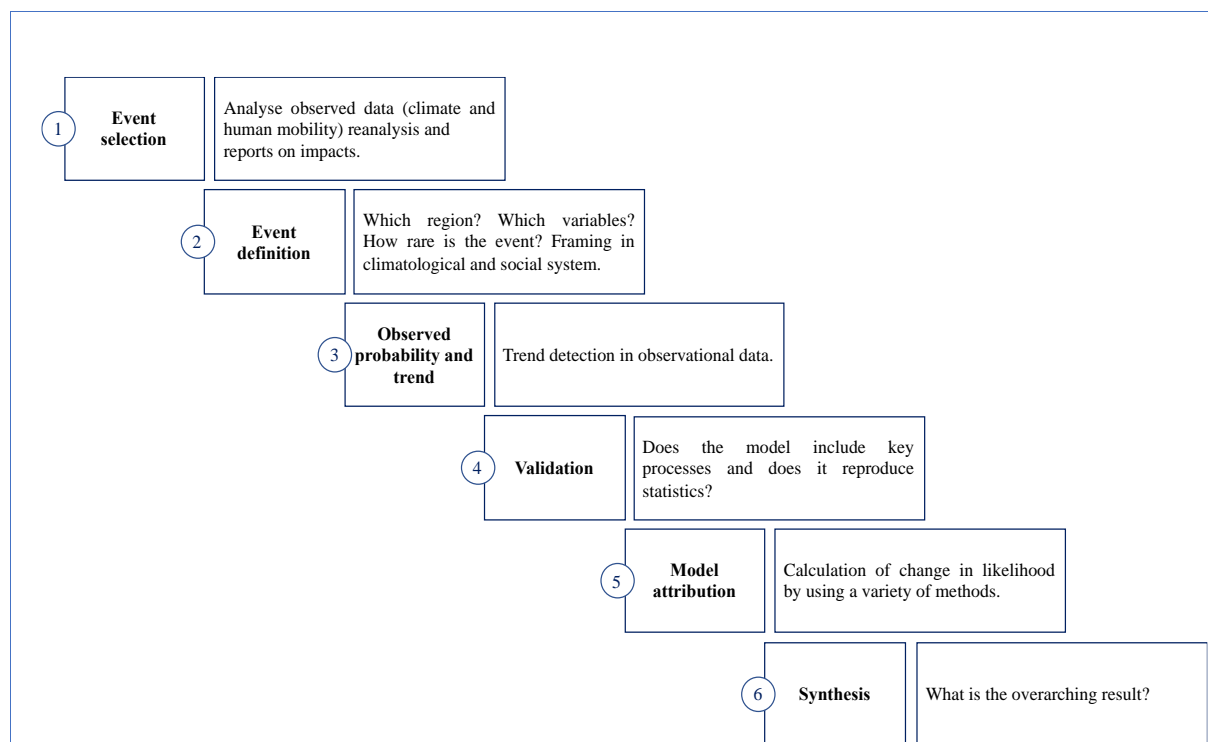 1
Event
selection
Analyse observed data (climate and
human mobility) reanalysis and
reports on impacts.
2
Event
definition
Which region? Which variables?
How rare is the event? Framing in
climatological and social system.
3
Observed
probability and
trend
Trend detection in observational data.
4
Validation
Does the model include key
processes and does it reproduce
statistics?
5
Model
attribution
Calculation of change in likelihood
by using a variety of methods.
6
Synthesis
What is the overarching result?